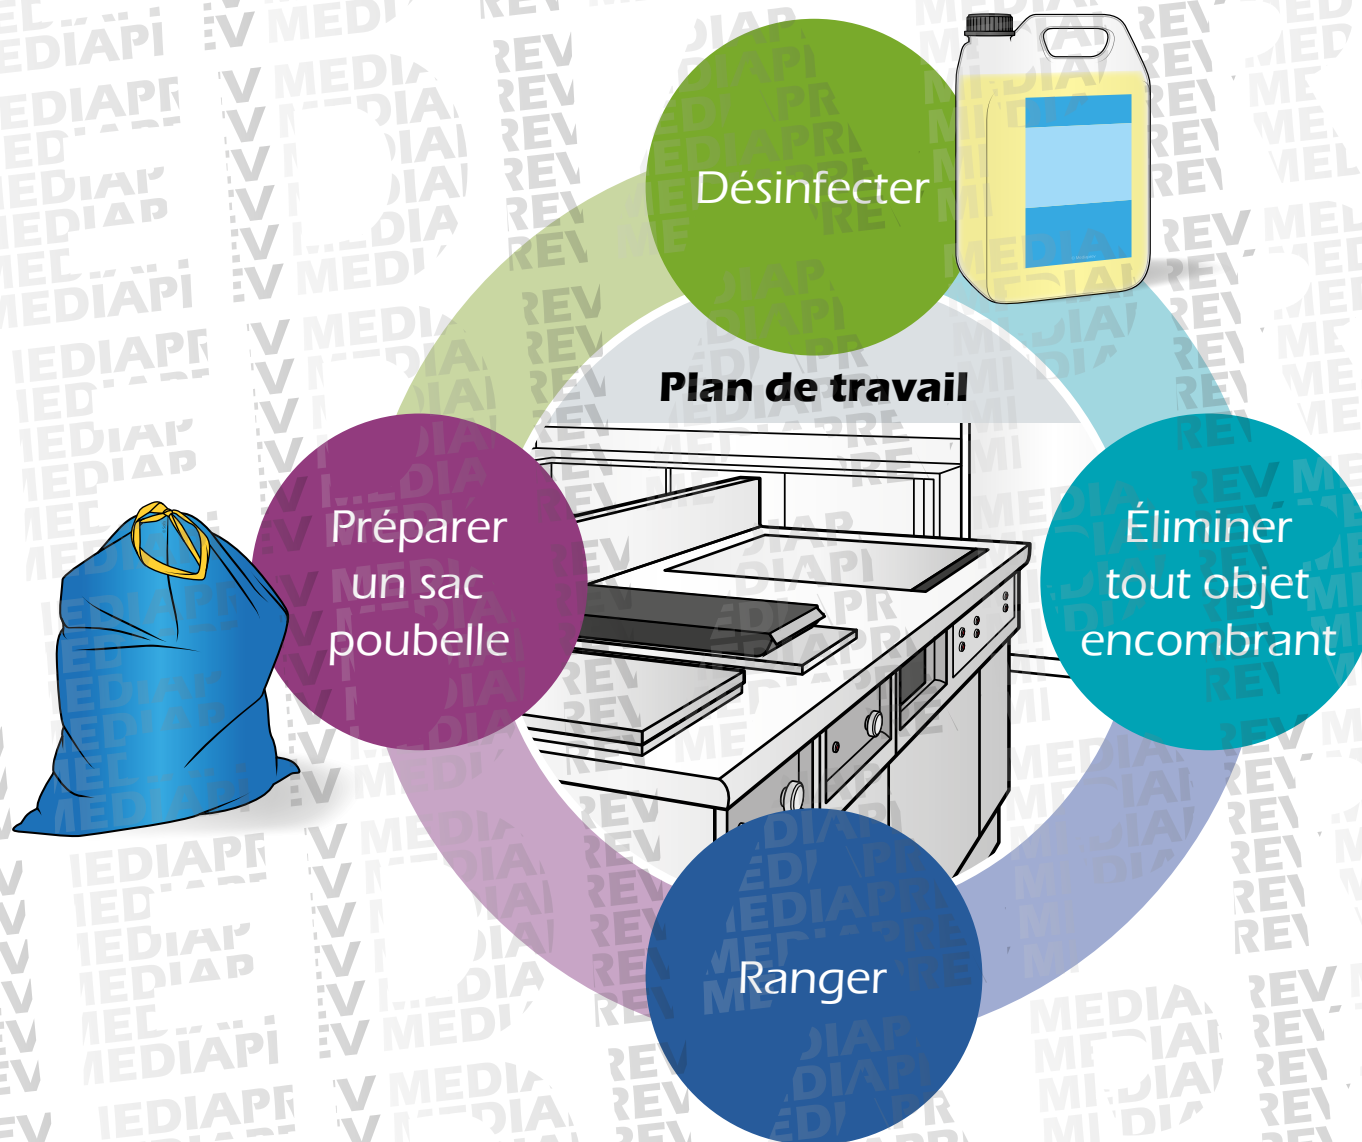 Désinfecter
Plan de travail
Préparer
un sac
poubelle
Éliminer
tout objet
encombrant
Ranger